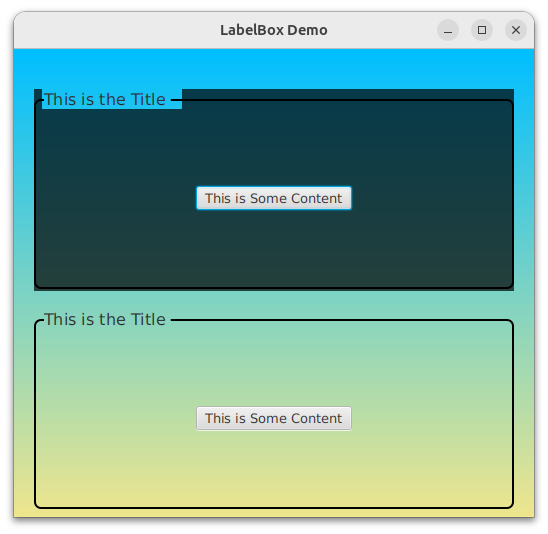 LabelBox Demo
This is the Title
This is Some Content
This is the Title
This is Some Content